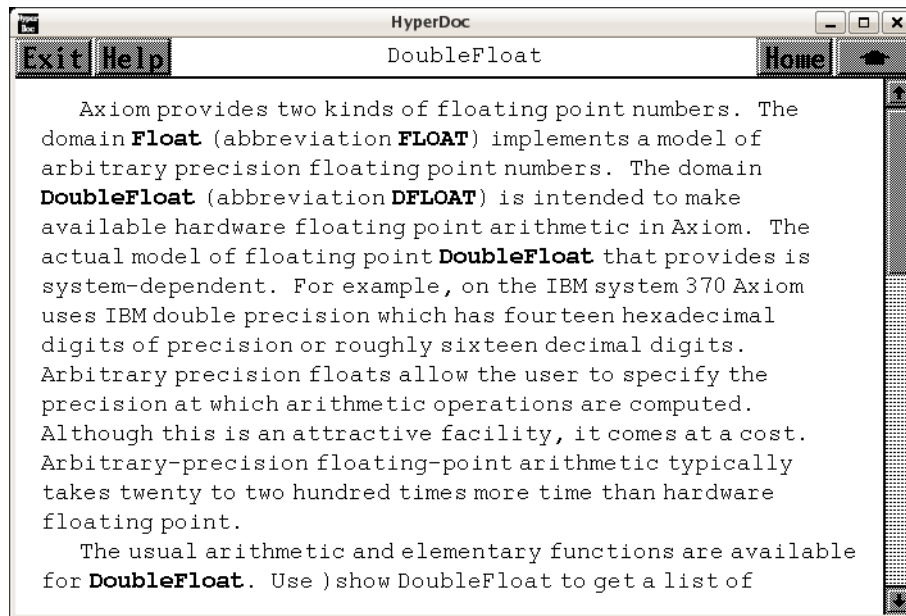 Hyper Doc HyperDoc
Exit Help DoubleFloat Home
Axiom provides two kinds of floating point numbers. The
domain Float (abbreviation FLOAT) implements a model of
arbitrary precision floating point numbers. The domain
DoubleFloat (abbreviation DFLOAT) is intended to make
available hardware floating point arithmetic in Axiom. The
actual model of floating point DoubleFloat that provides is
system-dependent. For example, on the IBM system 370 Axiom
uses IBM double precision which has fourteen hexadecimal
digits of precision or roughly sixteen decimal digits.
Arbitrary precision floats allow the user to specify the
precision at which arithmetic operations are computed.
Although this is an attractive facility, it comes at a cost.
Arbitrary-precision floating-point arithmetic typically
takes twenty to two hundred times more time than hardware
floating point.
The usual arithmetic and elementary functions are available
for DoubleFloat. Use )show DoubleFloat to get a list of